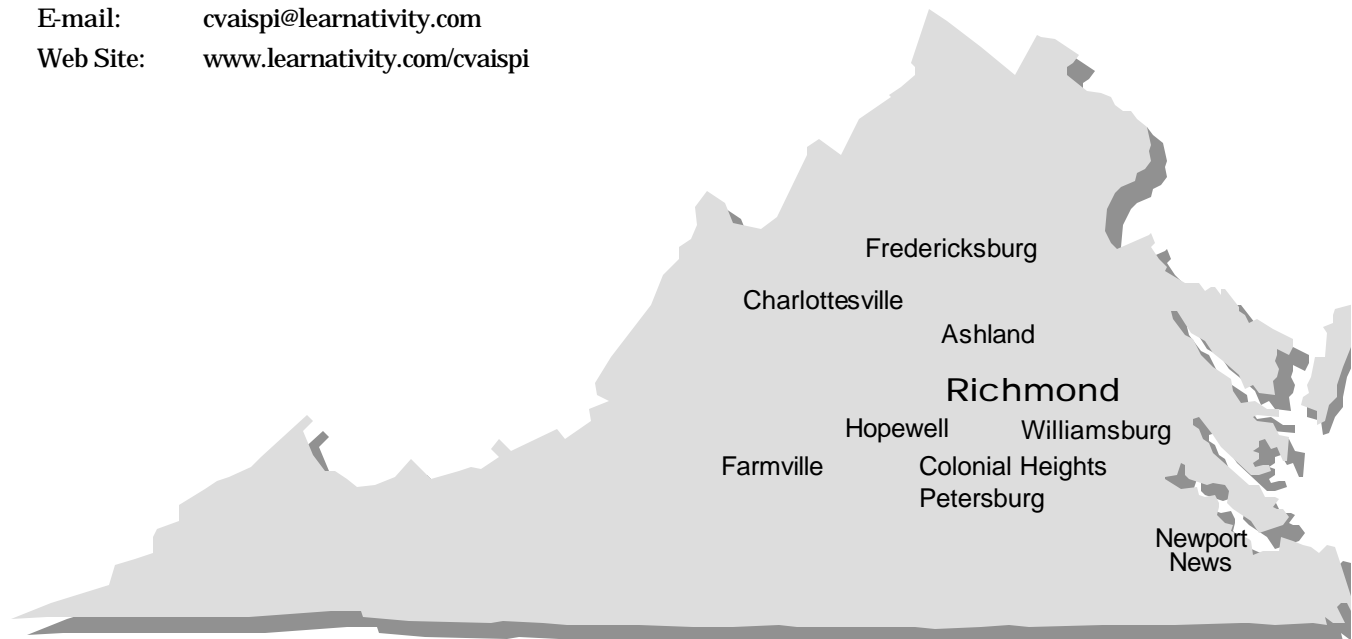 E-mail: cvaispi@learnativity.com
Web Site: www.learnativity.com/cvaispi
Fredericksburg
Charlottesville
Ashland
Richmond
Hopewell Williamsburg
Farmville Colonial Heights
Petersburg
Newport
News